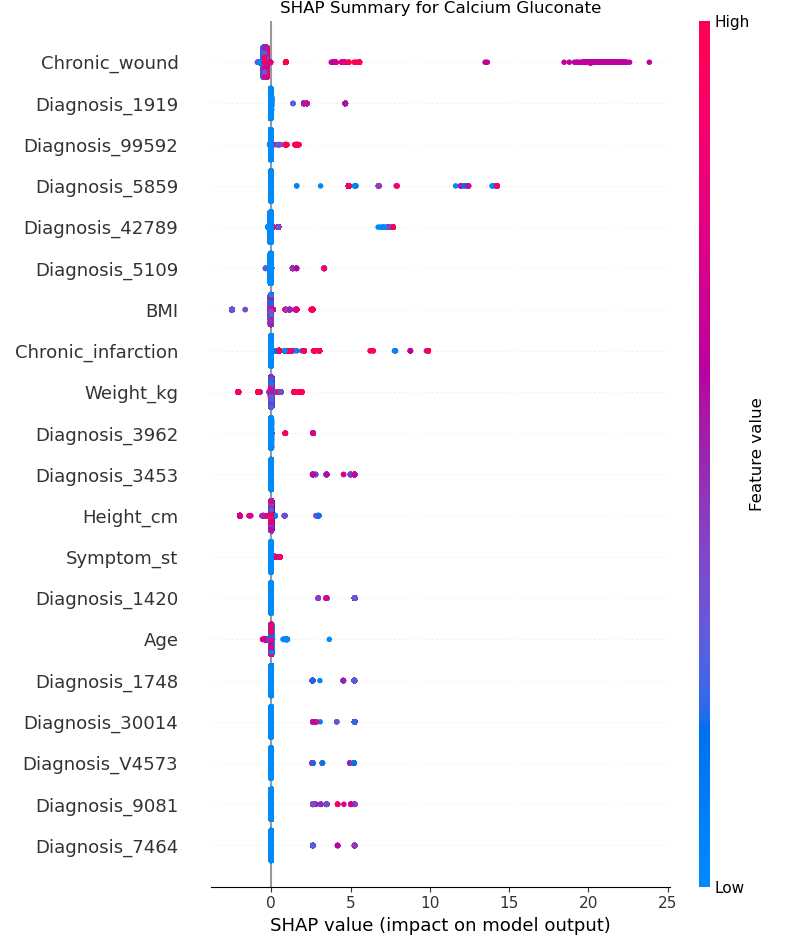 SHAP Summary for Calcium Gluconate
High
Chronic_wound
Diagnosis_1919
Diagnosis_99592
Diagnosis_5859
Diagnosis_42789
Diagnosis_5109
BMI
Chronic_infarction
Weight_kg
Diagnosis_3962
Diagnosis_3453
Height_cm
Symptom_st
Diagnosis_1420
Age
Diagnosis_1748
Diagnosis_30014
Diagnosis_V4573
Diagnosis_9081
Diagnosis_7464
Feature value
Low
0 5 10 15 20 25
SHAP value (impact on model output)